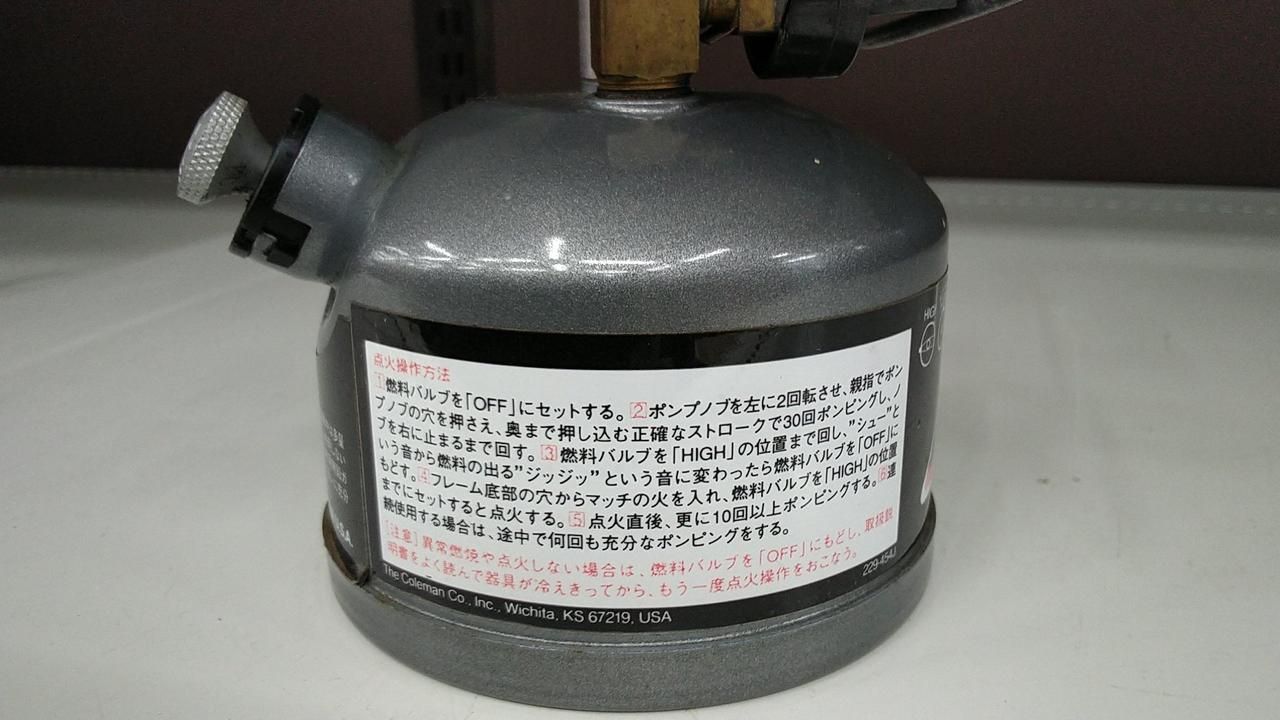 点火操作方法
1燃料バルブを「OFF」にセットする。2ポンプノブを左に2回転させ、親指でポン
プノブの穴を押さえ、奥まで押し込む正確なストロークで30回ポンピングし、ノ
ブを右に止まるまで回す。3燃料バルブを「HIGH」の位置まで回し、"シュー"と
いう音から燃料の出る"ジッジッ"という音に変わったら燃料バルブを「OFF」に
もどす。4フレーム底部の穴からマッチの火を入れ、燃料バルブを「HIGH」の位置
までにセットすると点火する。5点火直後、更に10回以上ポンピングする。6連
続使用する場合は、途中で何回も充分なポンピングをする。
[注意]異常燃焼や点火しない場合は、燃料バルブを「OFF」にもどし、取扱説
明書をよく読んで器具が冷えきってから、もう一度点火操作をおこなう。
The Coleman Co., Inc., Wichita, KS 67219, USA
229-454J
HIGH